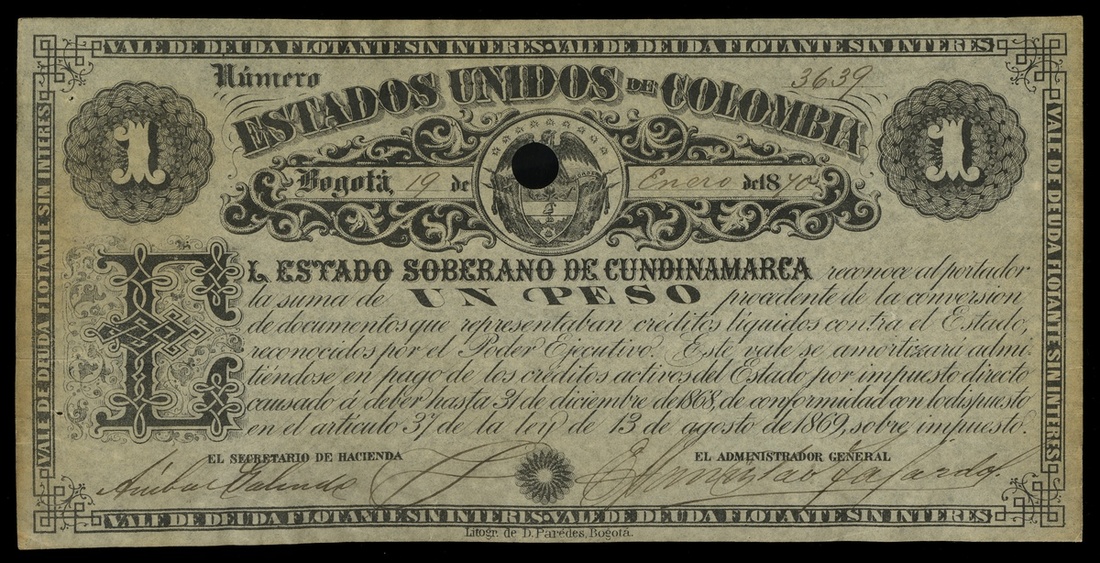 VALE DE DEUDA FLOTANTE SIN INTERES · VALE DE DEUDA FLOTANTE SIN INTERES
Número 3639
ESTADOS UNIDOS DE COLOMBIA
1 1
Bogotá, 19 de Enero de 1870
EL ESTADO SOBERANO DE CUNDINAMARCA reconoce al portador
la suma de UN PESO procedente de la conversion
de documentos que representaban créditos líquidos contra el Estado,
reconocidos por el Poder Ejecutivo. Este vale se amortizará admi-
tiéndose en pago de los créditos activos del Estado por impuesto directo
causado a deber hasta 31 de diciembre de 1868, de conformidad con lo dispuesto
en el artículo 37 de la ley de 13 de agosto de 1869, sobre impuesto.
EL SECRETARIO DE HACIENDA EL ADMINISTRADOR GENERAL
Aníbal Galindo
VALE DE DEUDA FLOTANTE SIN INTERES
VALE DE DEUDA FLOTANTE SIN INTERES
VALE DE DEUDA FLOTANTE SIN INTERES · VALE DE DEUDA FLOTANTE SIN INTERES
Litogr. de D. Parédes, Bogotá.